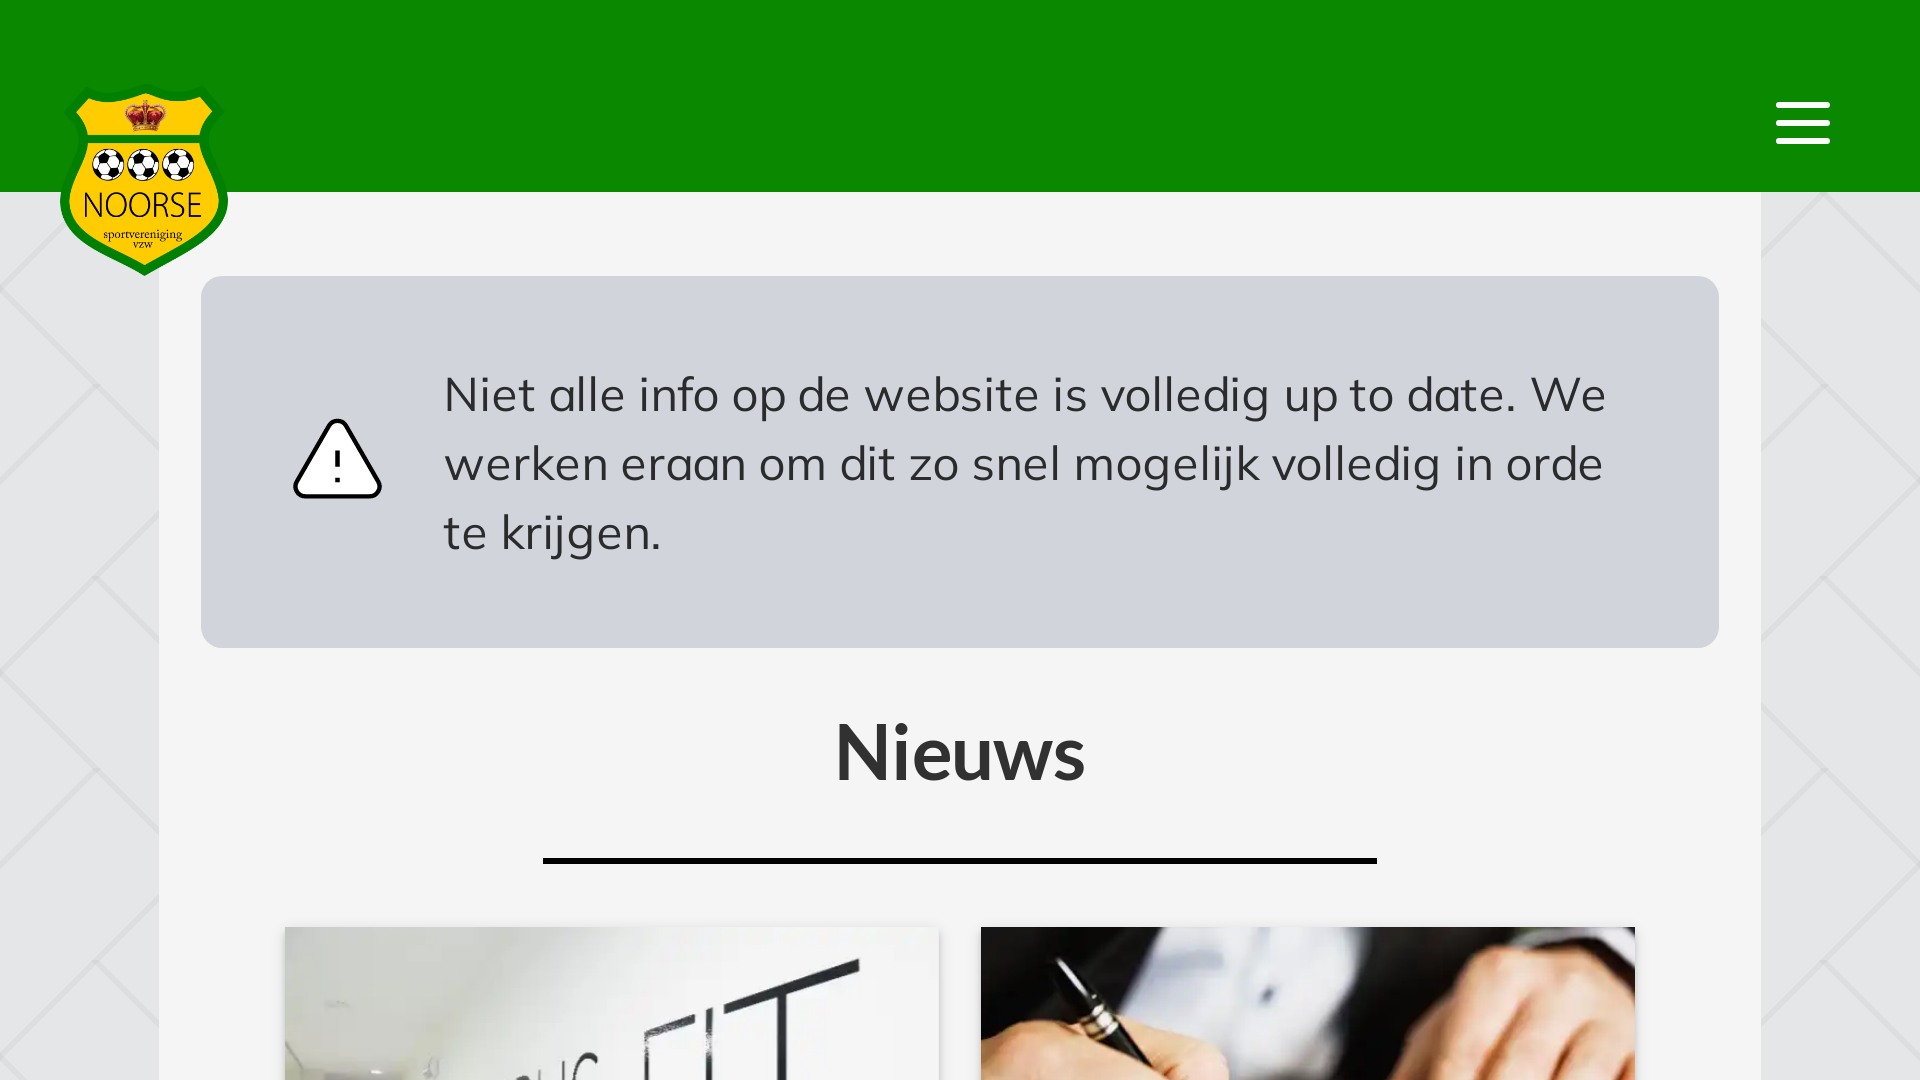 NOORSE
sportvereniging
vzw
Niet alle info op de website is volledig up to date. We
werken eraan om dit zo snel mogelijk volledig in orde
te krijgen.
Nieuws